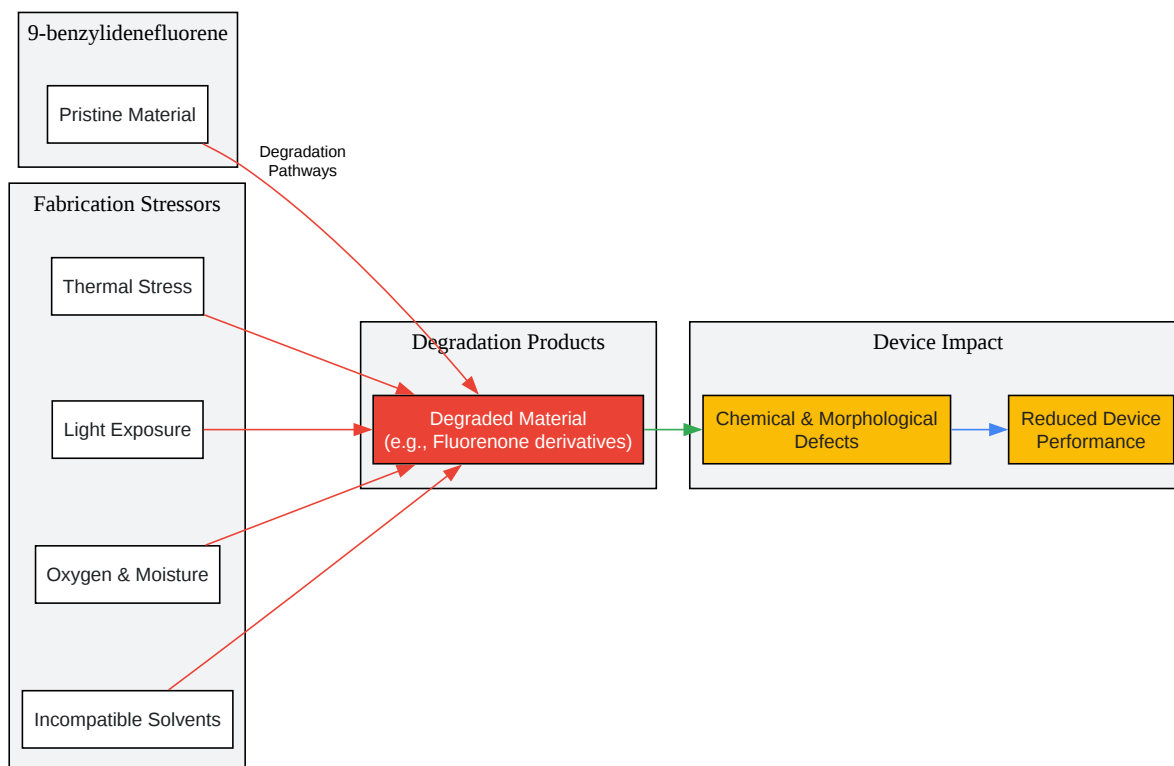 9-benzylidenefluorene
Pristine Material
Degradation
Pathways
Fabrication Stressors
Thermal Stress
Light Exposure
Oxygen & Moisture
Incompatible Solvents
Degradation Products
Degraded Material
(e.g., Fluorenone derivatives)
Device Impact
Chemical & Morphological
Defects
Reduced Device
Performance